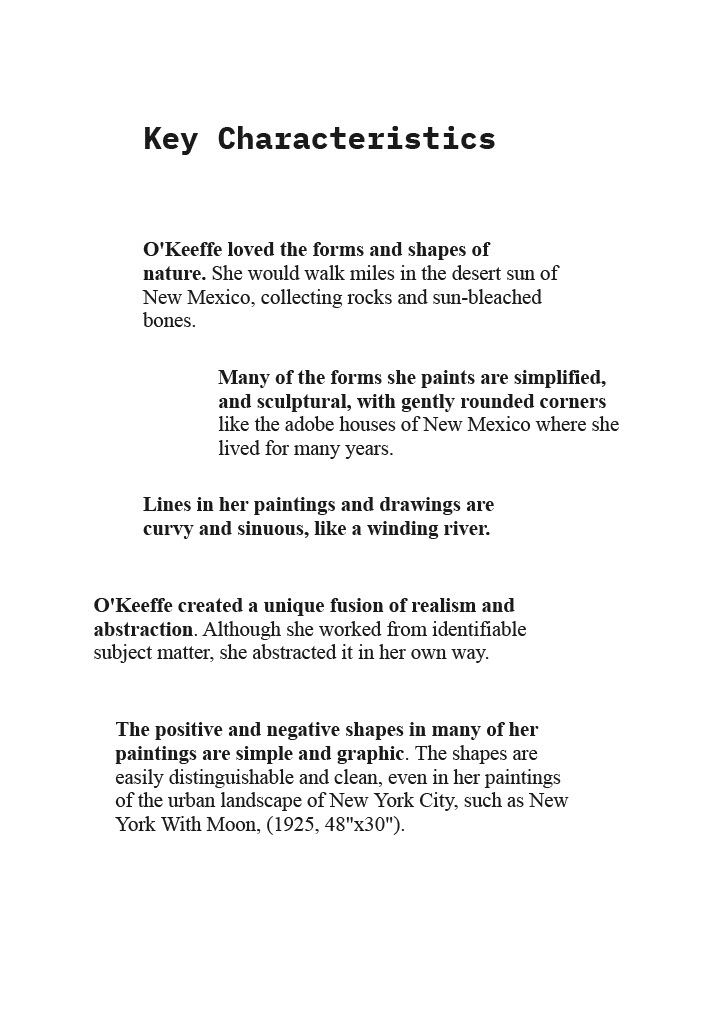 Key Characteristics
O'Keeffe loved the forms and shapes of
nature. She would walk miles in the desert sun of
New Mexico, collecting rocks and sun-bleached
bones.
Many of the forms she paints are simplified,
and sculptural, with gently rounded corners
like the adobe houses of New Mexico where she
lived for many years.
Lines in her paintings and drawings are
curvy and sinuous, like a winding river.
O'Keeffe created a unique fusion of realism and
abstraction. Although she worked from identifiable
subject matter, she abstracted it in her own way.
The positive and negative shapes in many of her
paintings are simple and graphic. The shapes are
easily distinguishable and clean, even in her paintings
of the urban landscape of New York City, such as New
York With Moon, (1925, 48"x30").